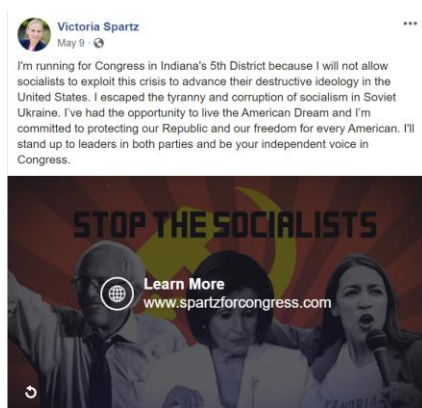 Victoria Spartz
May 9 ·
I'm running for Congress in Indiana's 5th District because I will not allow
socialists to exploit this crisis to advance their destructive ideology in the
United States. I escaped the tyranny and corruption of socialism in Soviet
Ukraine. I've had the opportunity to live the American Dream and I'm
committed to protecting our Republic and our freedom for every American. I'll
stand up to leaders in both parties and be your independent voice in
Congress.
STOP THE SOCIALISTS
Learn More
www.spartzforcongress.com